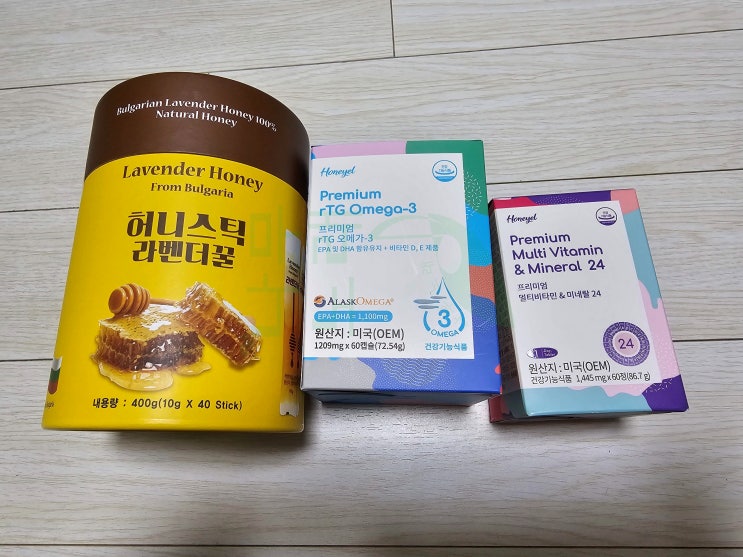 Bulgarian Lavender Honey 100%
Natural Honey
Lavender Honey
From Bulgaria
허니스틱
라벤더꿀
내용량 : 400g(10g X 40 Stick)
Honeyel
Premium
rTG Omega-3
프리미엄
rTG 오메가-3
EPA 및 DHA 함유유지 + 비타민 D, E 제품
ALASKOMEGA®
EPA+DHA = 1,100mg
원산지 : 미국(OEM)
1209mg x 60캡슐(72.54g)
3
OMEGA
건강기능식품
Honeyel
Premium
Multi Vitamin
& Mineral 24
프리미엄
멀티비타민 & 미네랄 24
24
원산지 : 미국(OEM)
건강기능식품 1,445 mg x 60정(86.7 g)